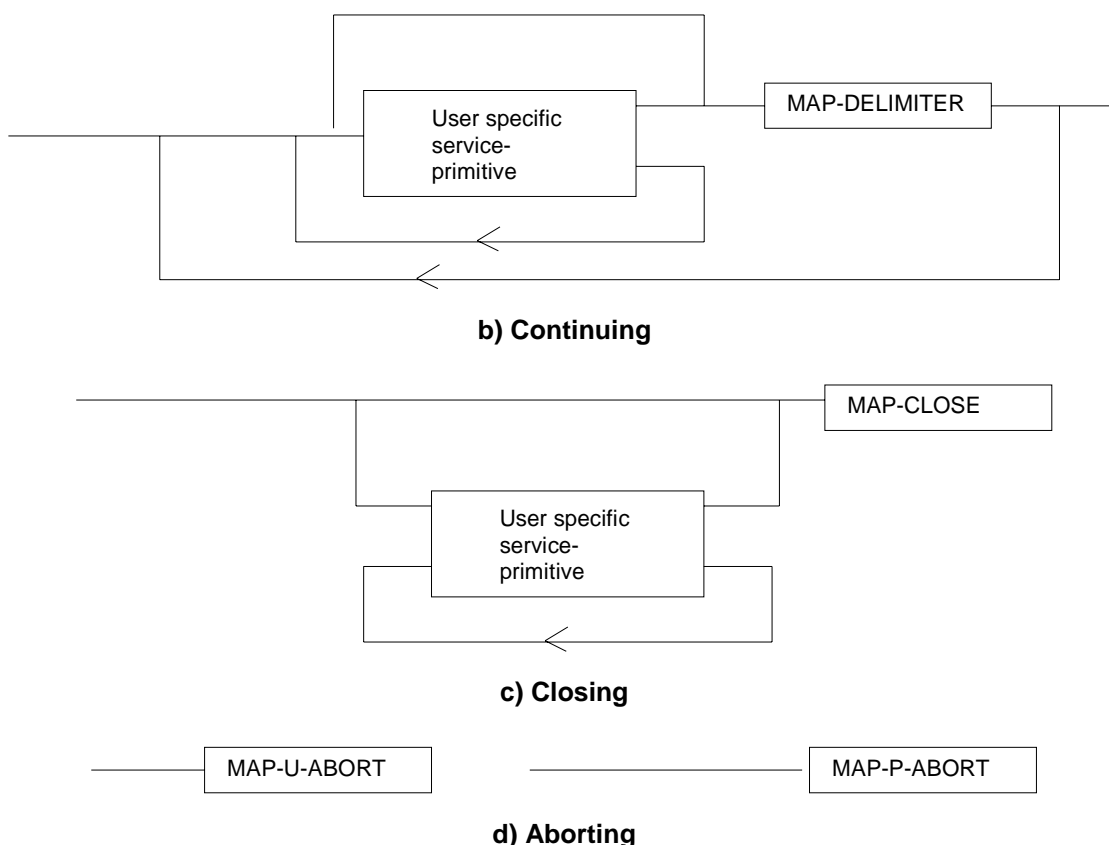 User specific
service-
primitive
MAP-DELIMITER
b) Continuing
MAP-CLOSE
User specific
service-
primitive
c) Closing
MAP-U-ABORT
MAP-P-ABORT
d) Aborting